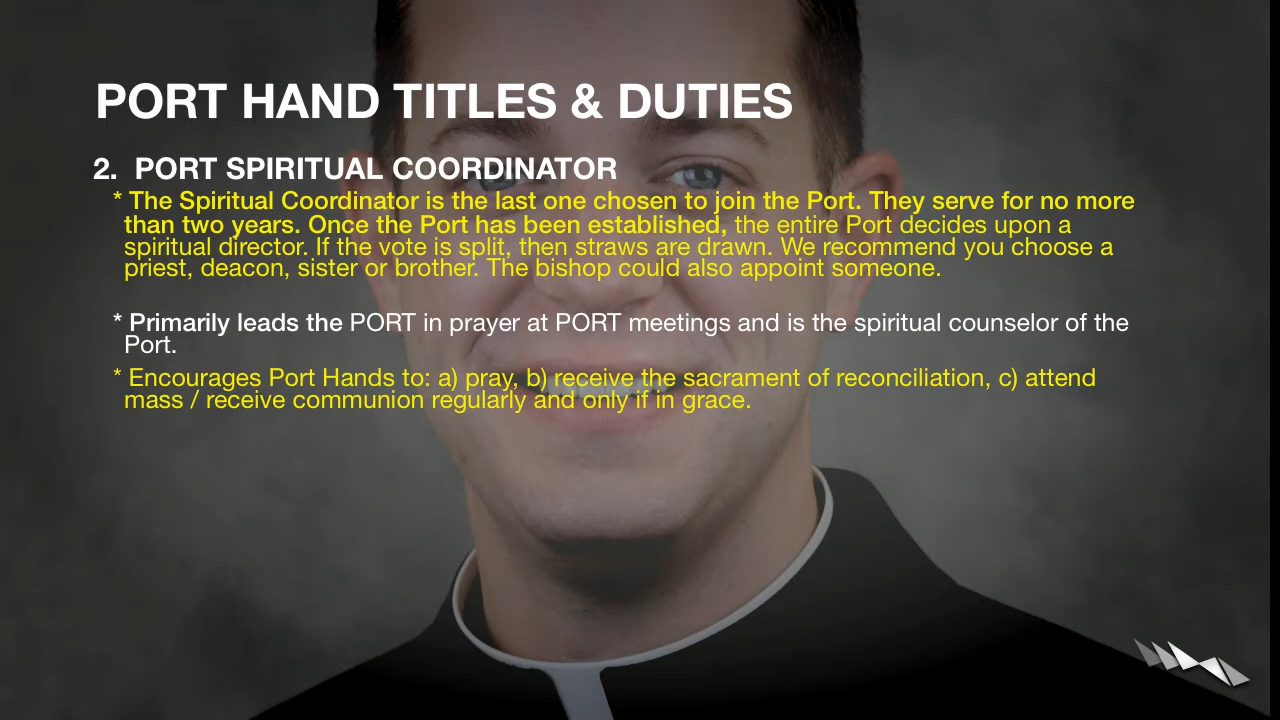 PORT HAND TITLES & DUTIES
2. PORT SPIRITUAL COORDINATOR
* The Spiritual Coordinator is the last one chosen to join the Port. They serve for no more
than two years. Once the Port has been established, the entire Port decides upon a
spiritual director. If the vote is split, then straws are drawn. We recommend you choose a
priest, deacon, sister or brother. The bishop could also appoint someone.
* Primarily leads the PORT in prayer at PORT meetings and is the spiritual counselor of the
Port.
* Encourages Port Hands to: a) pray, b) receive the sacrament of reconciliation, c) attend
mass / receive communion regularly and only if in grace.